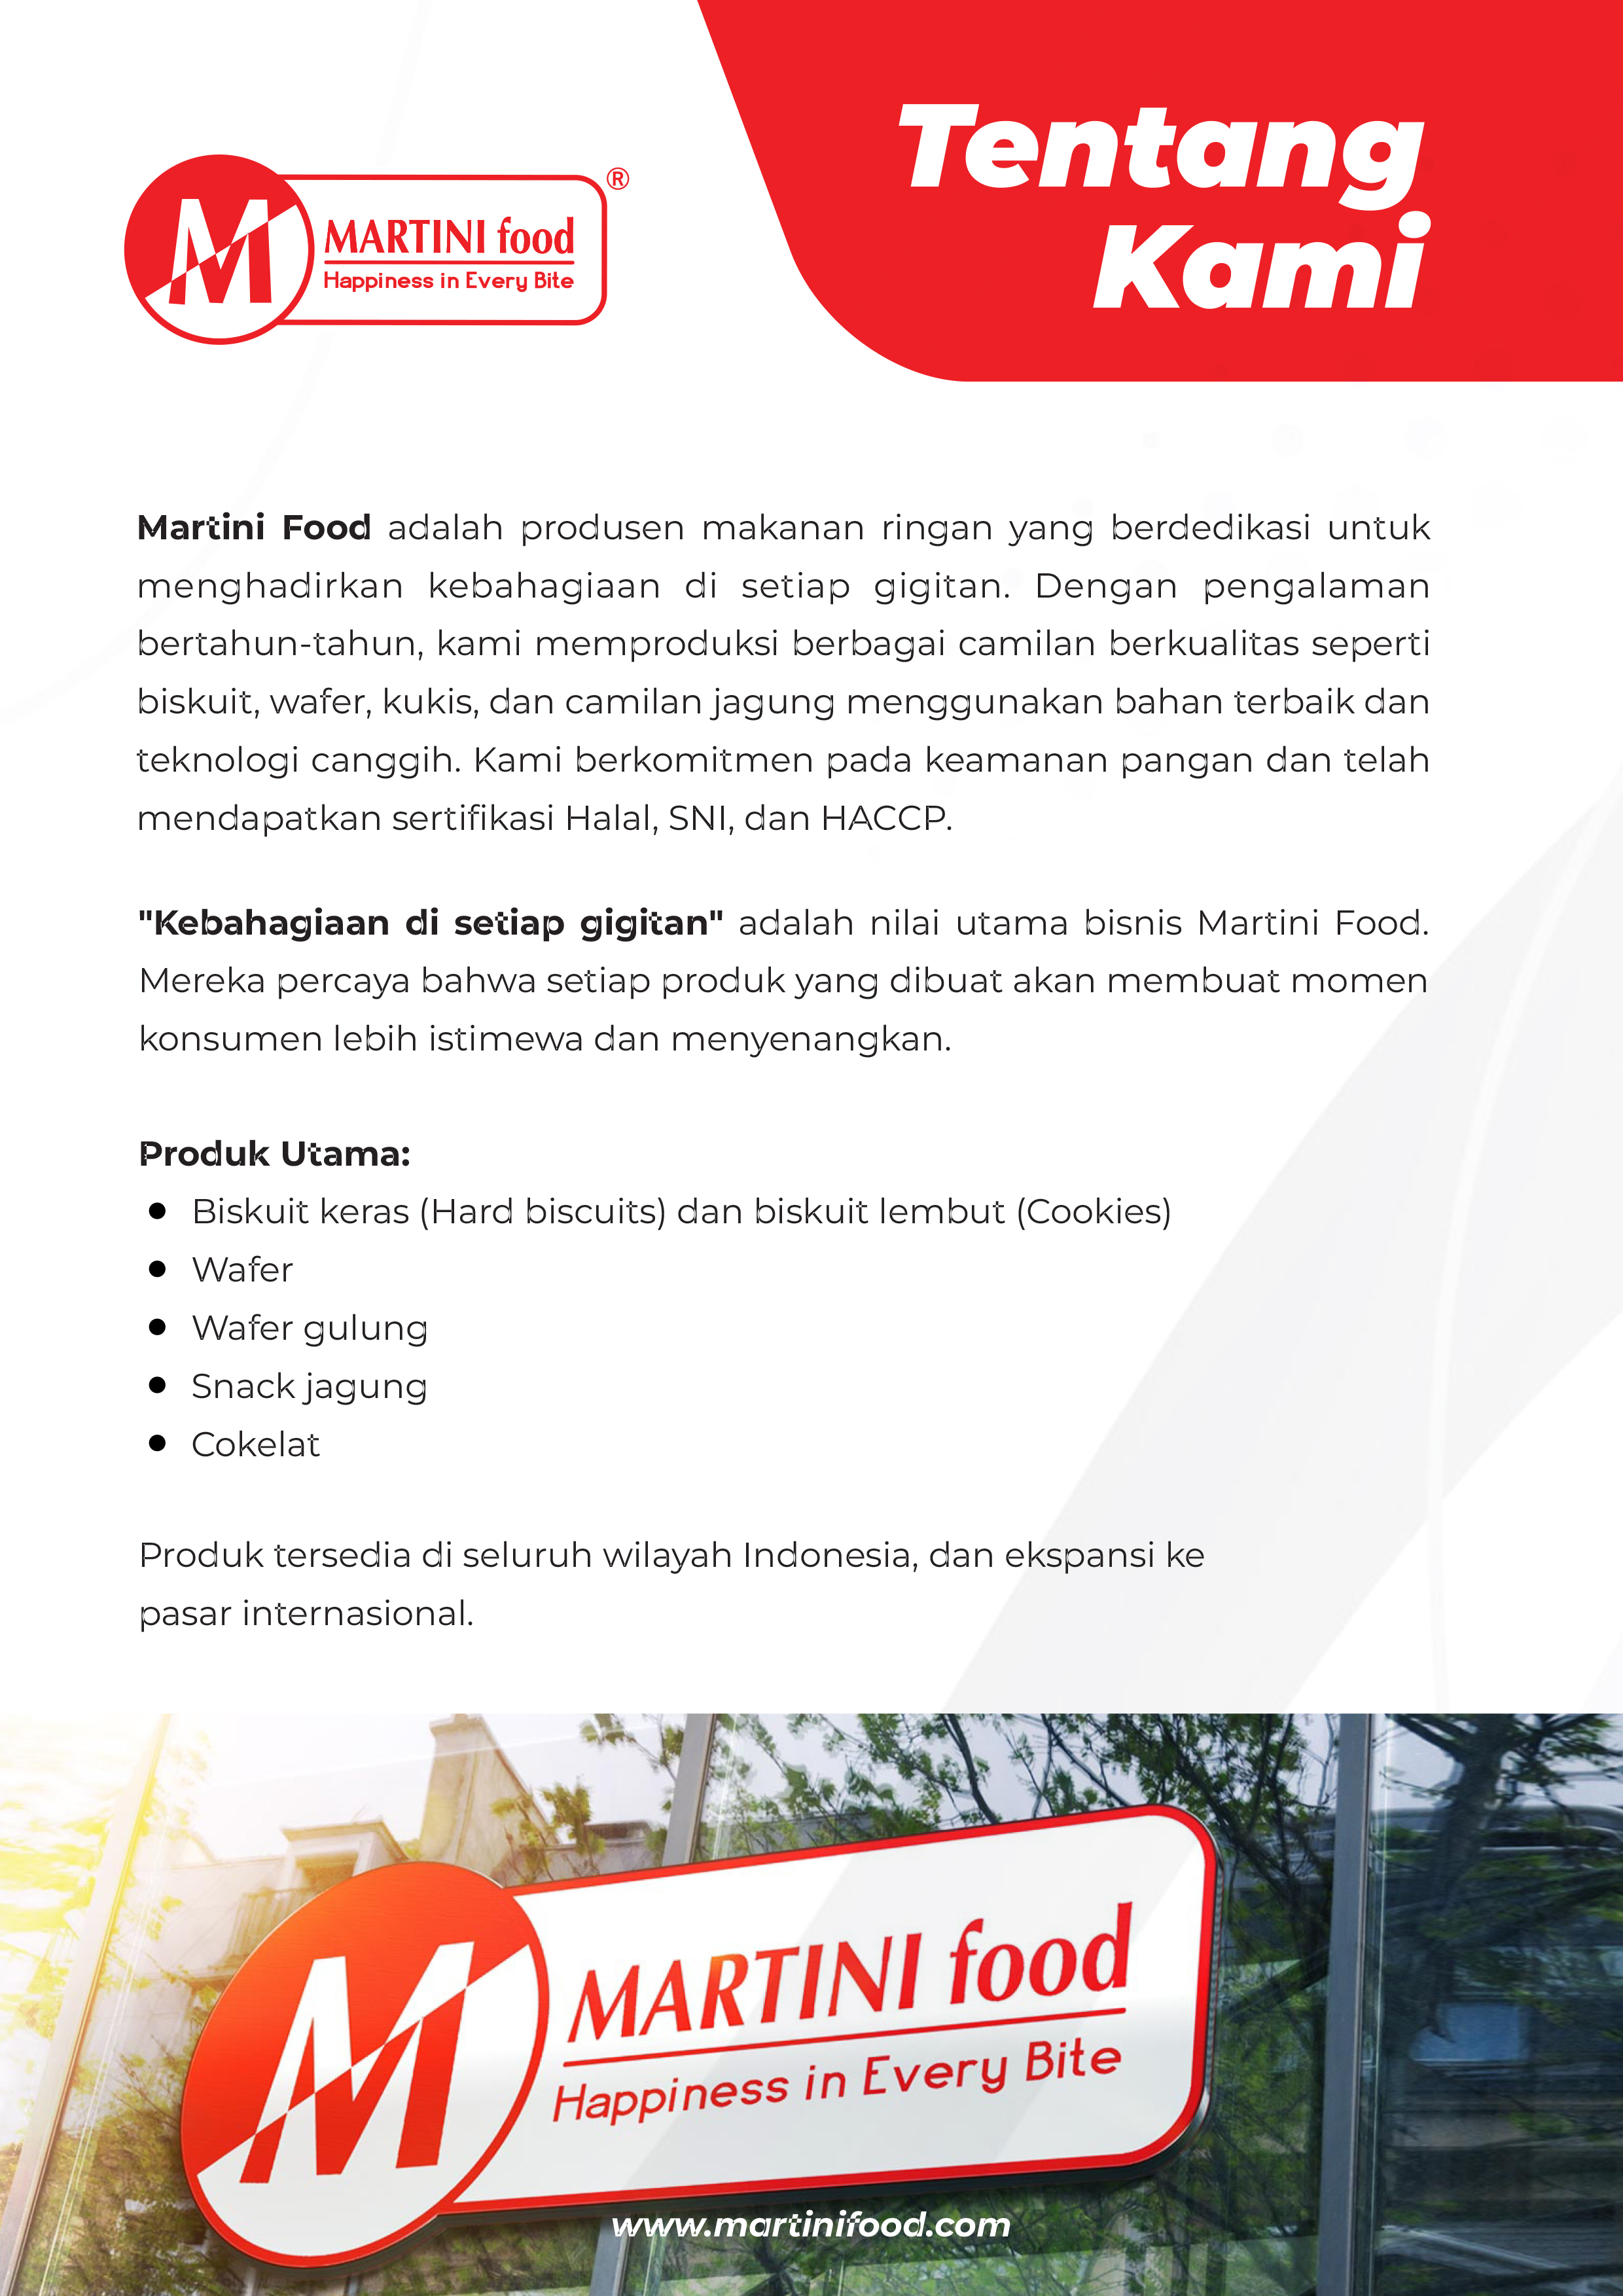 Tentang
Kami
M
MARTINI food
Happiness in Every Bite
®
Martini Food adalah produsen makanan ringan yang berdedikasi untuk
menghadirkan kebahagiaan di setiap gigitan. Dengan pengalaman
bertahun-tahun, kami memproduksi berbagai camilan berkualitas seperti
biskuit, wafer, kukis, dan camilan jagung menggunakan bahan terbaik dan
teknologi canggih. Kami berkomitmen pada keamanan pangan dan telah
mendapatkan sertifikasi Halal, SNI, dan HACCP.
"Kebahagiaan di setiap gigitan" adalah nilai utama bisnis Martini Food.
Mereka percaya bahwa setiap produk yang dibuat akan membuat momen
konsumen lebih istimewa dan menyenangkan.
Produk Utama:
● Biskuit keras (Hard biscuits) dan biskuit lembut (Cookies)
● Wafer
● Wafer gulung
● Snack jagung
● Cokelat
Produk tersedia di seluruh wilayah Indonesia, dan ekspansi ke
pasar internasional.
M
MARTINI food
Happiness in Every Bite
www.martinifood.com